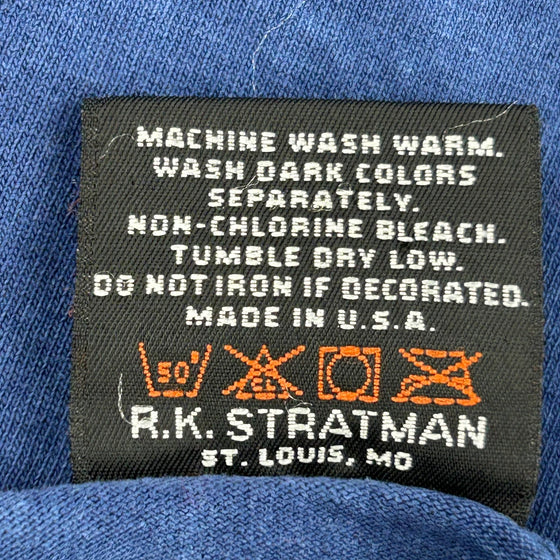 MACHINE WASH WARM.
WASH DARK COLORS
SEPARATELY.
NON-CHLORINE BLEACH.
TUMBLE DRY LOW.
DO NOT IRON IF DECORATED.
MADE IN U.S.A.
50° CL
R.K. STRATMAN
ST. LOUIS, MO